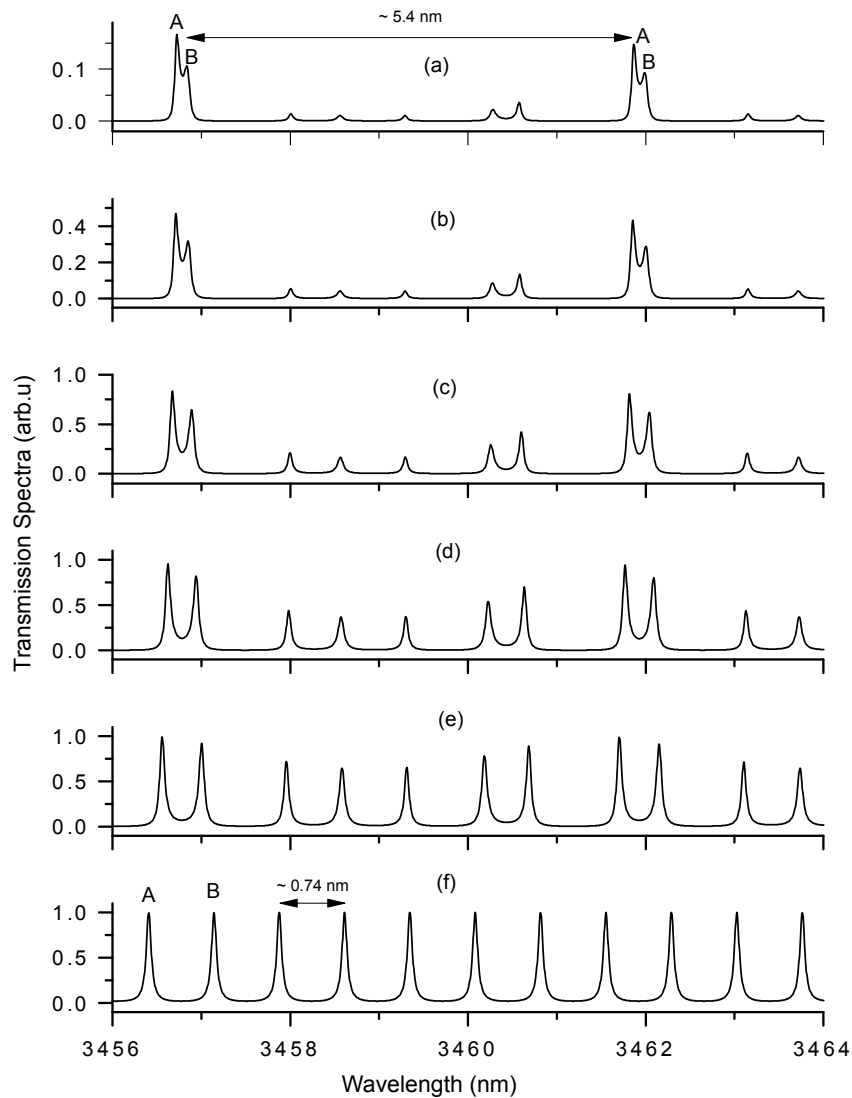 ~ 5.4 nm
A
A
B
B
(a)
0.1
0.0
(b)
0.4
0.2
0.0
Transmission Spectra (arb.u)
(c)
1.0
0.5
0.0
(d)
1.0
0.5
0.0
(e)
1.0
0.5
0.0
(f)
~ 0.74 nm
A
B
1.0
0.5
0.0
3456 3458 3460 3462 3464
Wavelength (nm)